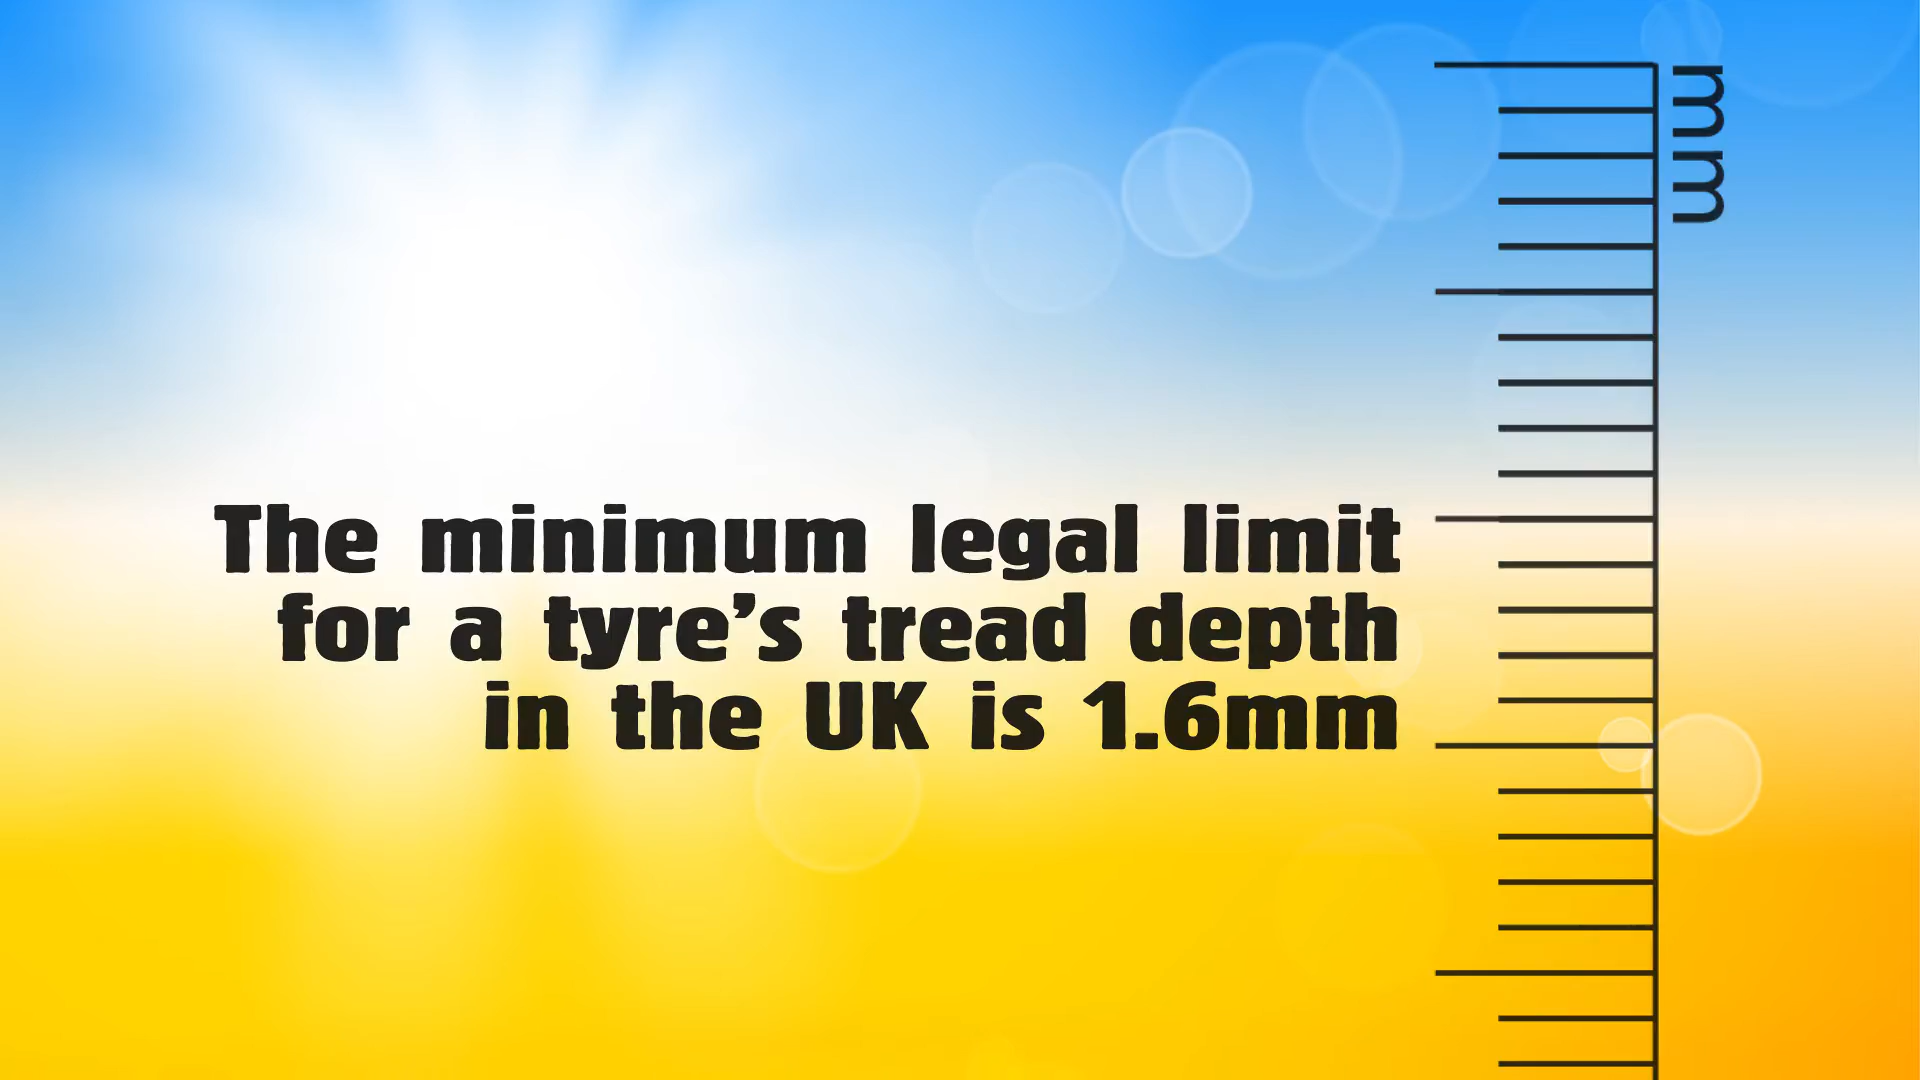 mm
The minimum legal limit
for a tyre’s tread depth
in the UK is 1.6mm